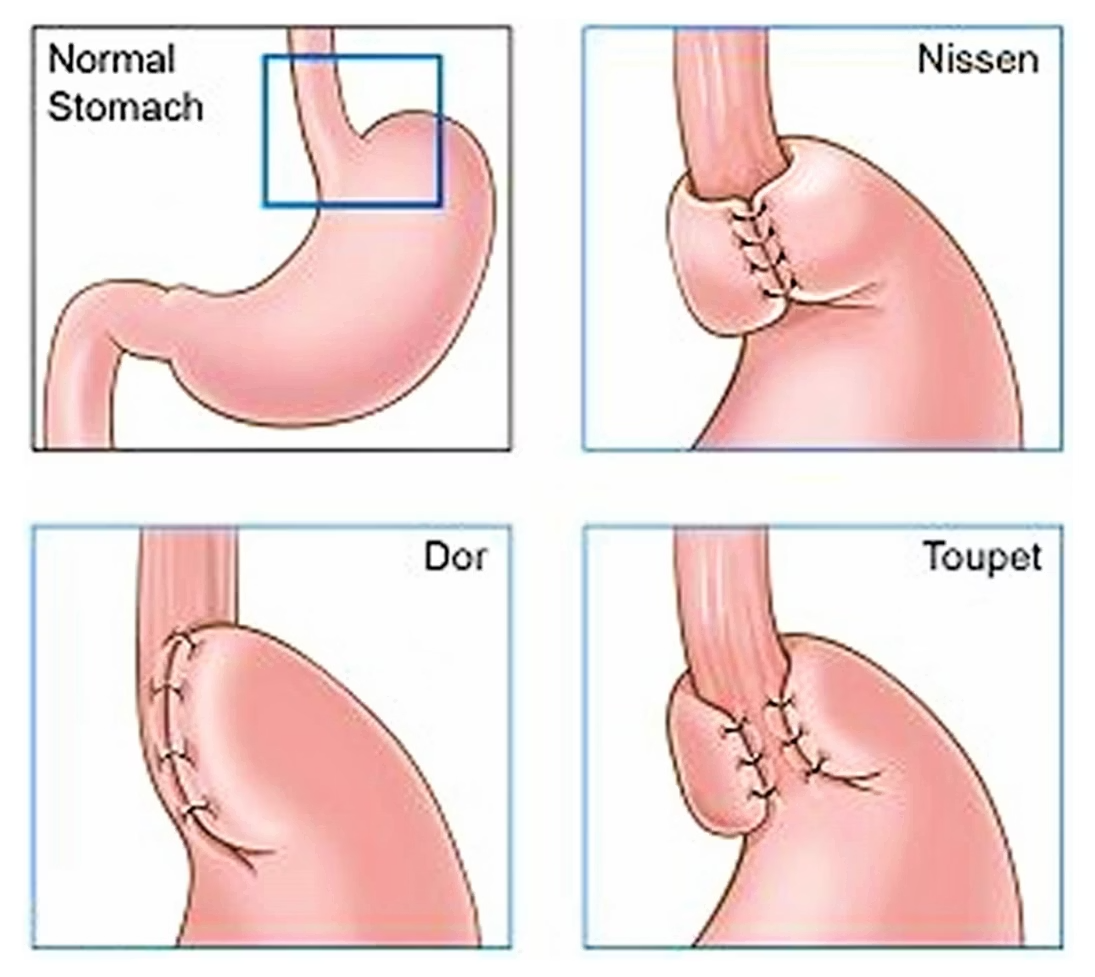 Normal
Stomach
Nissen
Dor
Toupet